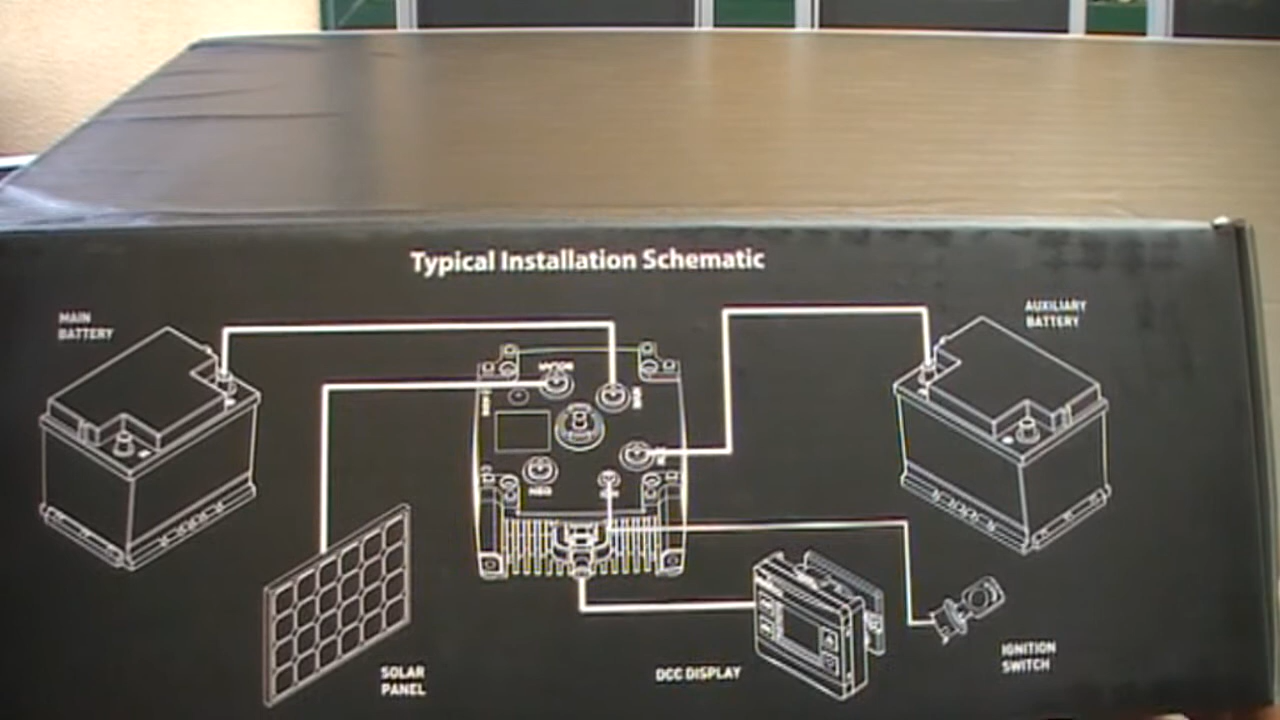 Typical Installation Schematic
MAIN
BATTERY
AUXILIARY
BATTERY
SOLAR
PANEL
DCC DISPLAY
IGNITION
SWITCH